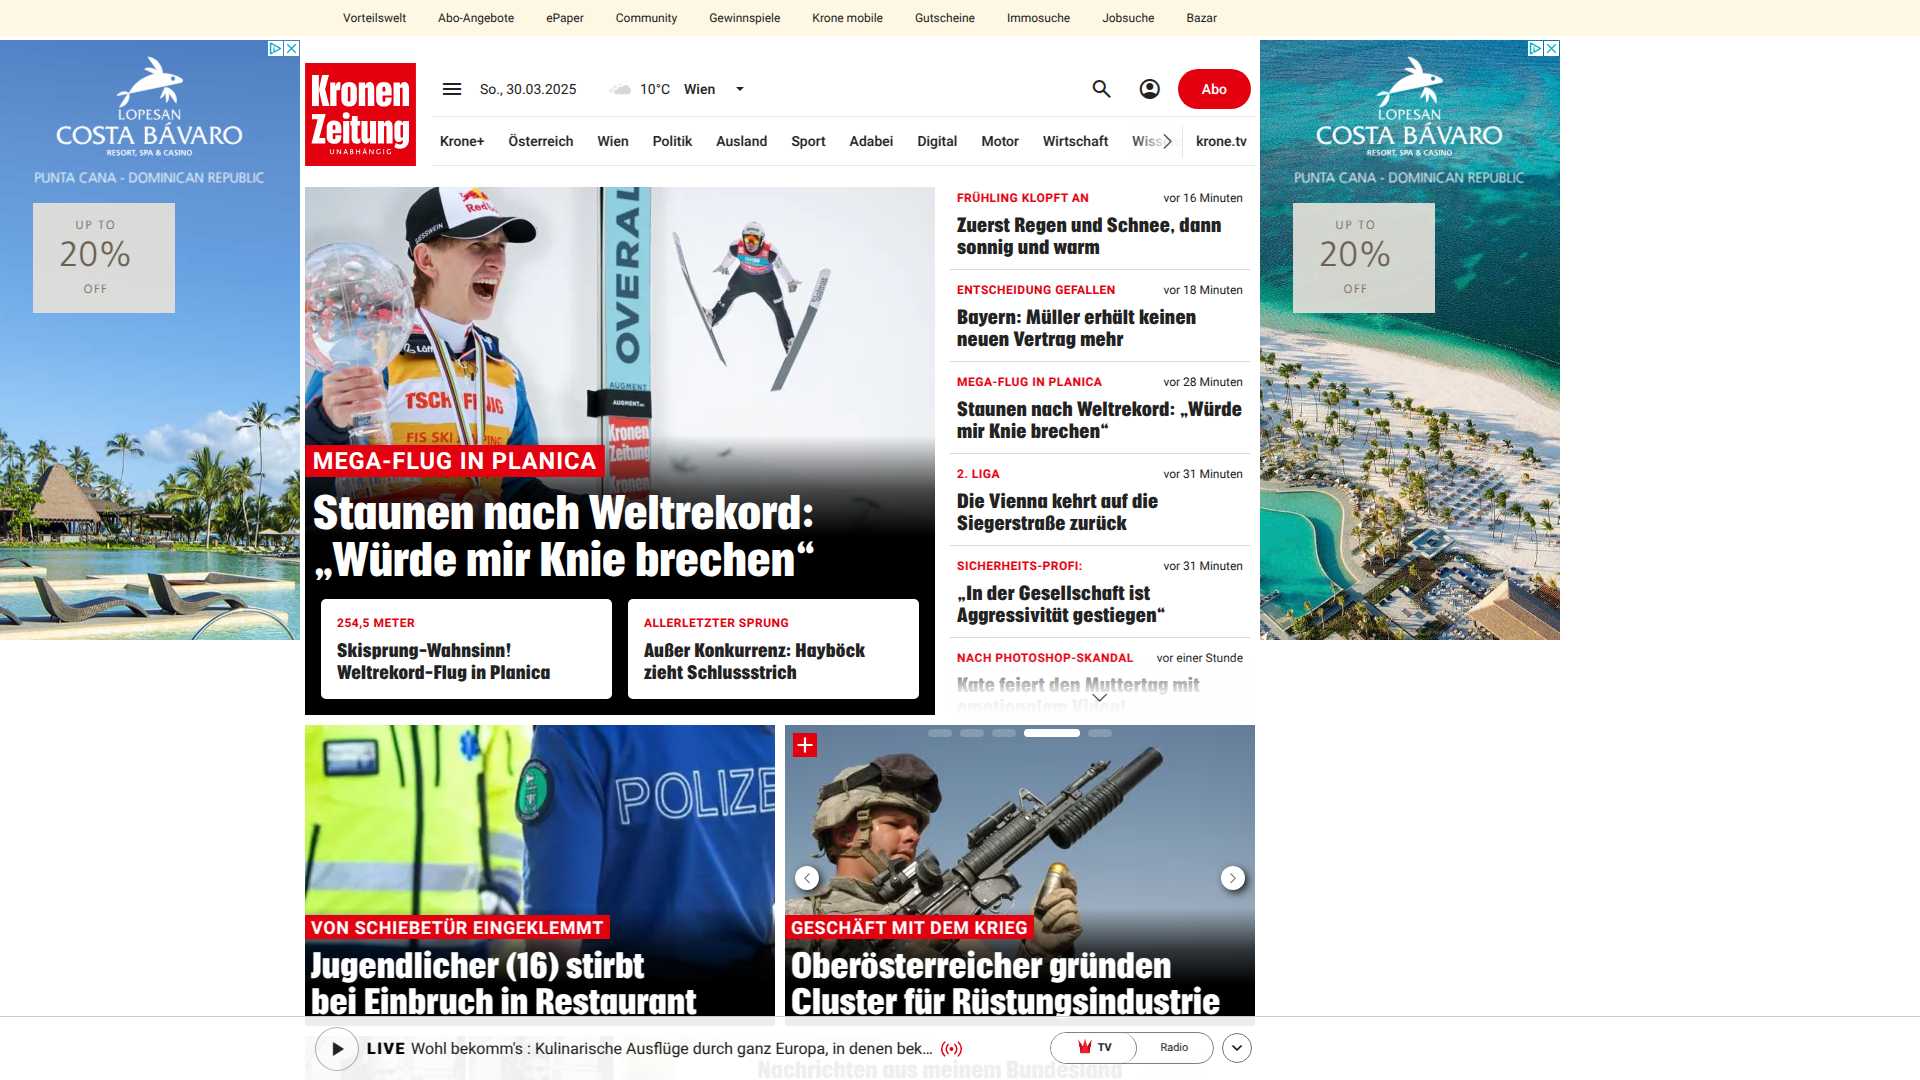 Vorteilswelt Abo-Angebote ePaper Community Gewinnspiele Krone mobile Gutscheine Immosuche Jobsuche Bazar
LOPESAN
COSTA BÁVARO
RESORT, SPA & CASINO
PUNTA CANA - DOMINICAN REPUBLIC
UP TO
20%
OFF
Kronen
Zeitung
UNABHÄNGIG
So., 30.03.2025 10°C Wien
Abo
Krone+ Österreich Wien Politik Ausland Sport Adabei Digital Motor Wirtschaft krone.tv
OVERALL
AUGMENT
AUGMENT
Kronen
Zeitung
Kronen
MEGA-FLUG IN PLANICA
Staunen nach Weltrekord:
„Würde mir Knie brechen“
254,5 METER
Skisprung-Wahnsinn!
Weltrekord-Flug in Planica
ALLERLETZTER SPRUNG
Außer Konkurrenz: Hayböck
zieht Schlussstrich
FRÜHLING KLOPFT AN vor 16 Minuten
Zuerst Regen und Schnee, dann
sonnig und warm
ENTSCHEIDUNG GEFALLEN vor 18 Minuten
Bayern: Müller erhält keinen
neuen Vertrag mehr
MEGA-FLUG IN PLANICA vor 28 Minuten
Staunen nach Weltrekord: „Würde
mir Knie brechen“
2. LIGA vor 31 Minuten
Die Vienna kehrt auf die
Siegerstraße zurück
SICHERHEITS-PROFI: vor 31 Minuten
„In der Gesellschaft ist
Aggressivität gestiegen“
NACH PHOTOSHOP-SKANDAL vor einer Stunde
Kate feiert den Muttertag mit
emotionalem Video!
LOPESAN
COSTA BÁVARO
RESORT, SPA & CASINO
PUNTA CANA - DOMINICAN REPUBLIC
UP TO
20%
OFF
POLIZE
VON SCHIEBETÜR EINGEKLEMMT
Jugendlicher (16) stirbt
bei Einbruch in Restaurant
GESCHÄFT MIT DEM KRIEG
Oberösterreicher gründen
Cluster für Rüstungsindustrie
LIVE Wohl bekomm's : Kulinarische Ausflüge durch ganz Europa, in denen bek...
TV Radio
Nachrichten aus meinem Bundesland